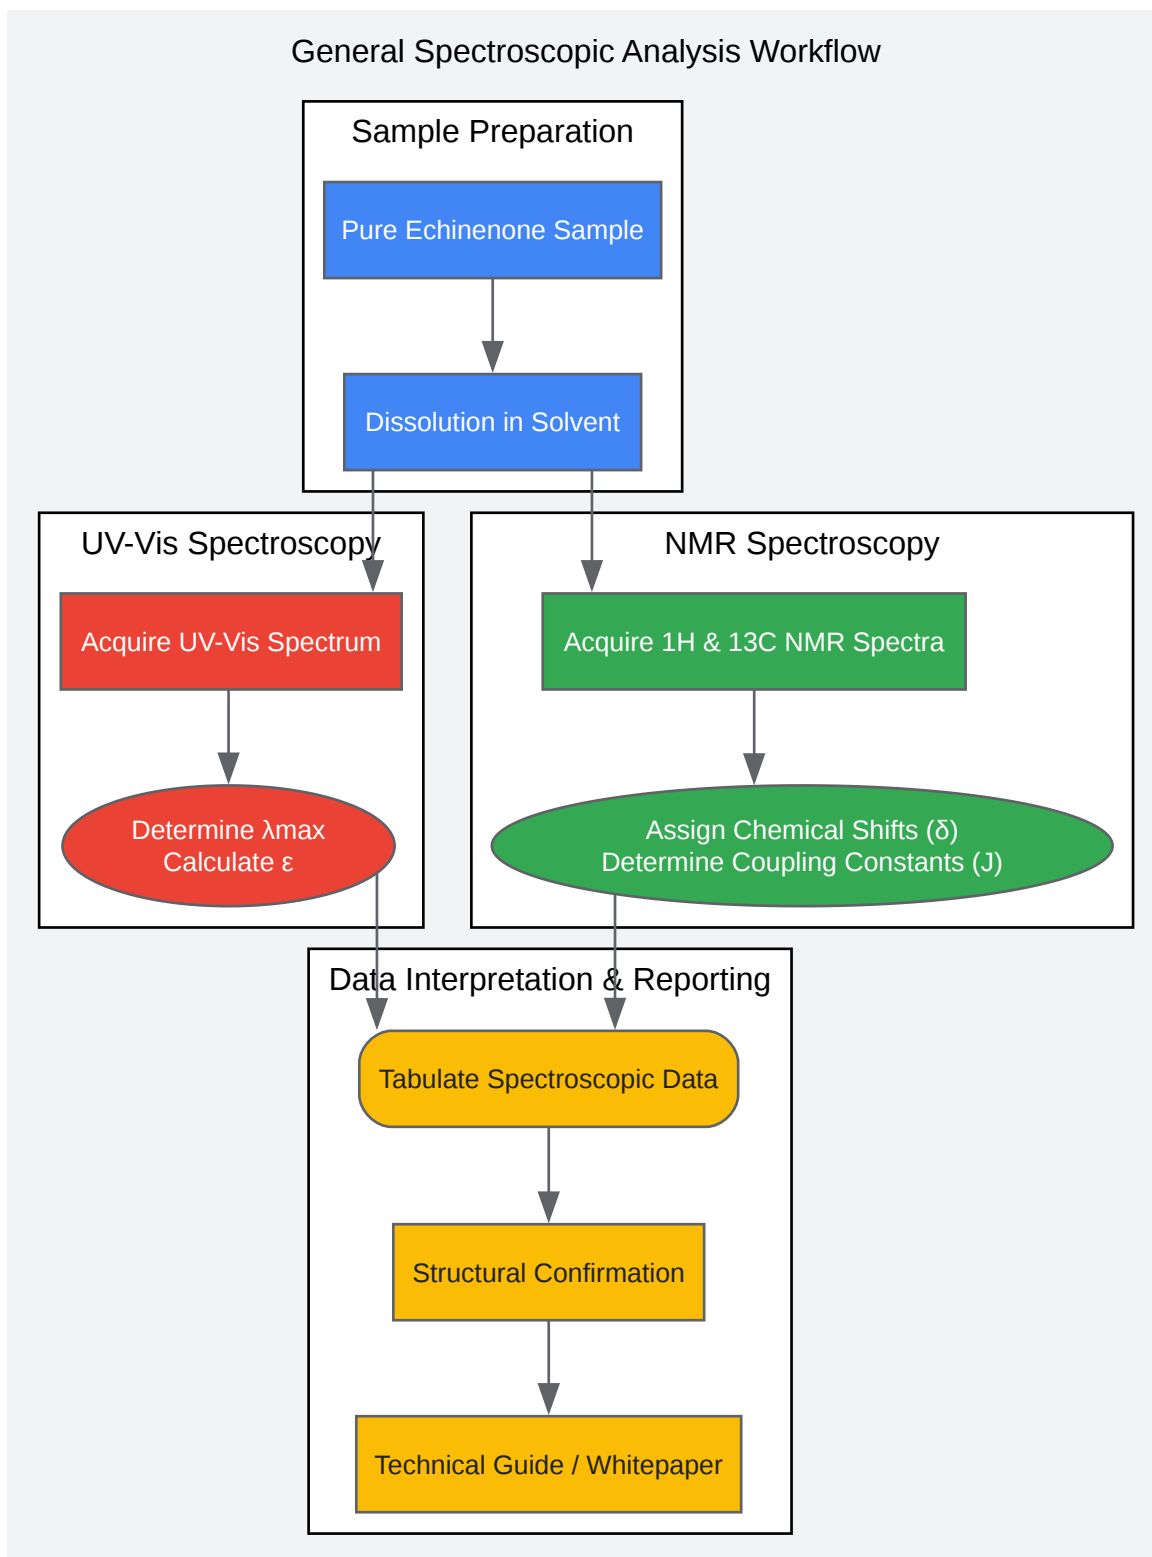 General Spectroscopic Analysis Workflow
Sample Preparation
Pure Echinenone Sample
Dissolution in Solvent
UV-Vis Spectroscopy
Acquire UV-Vis Spectrum
Determine λmax
Calculate ε
NMR Spectroscopy
Acquire 1H & 13C NMR Spectra
Assign Chemical Shifts (δ)
Determine Coupling Constants (J)
Data Interpretation & Reporting
Tabulate Spectroscopic Data
Structural Confirmation
Technical Guide / Whitepaper